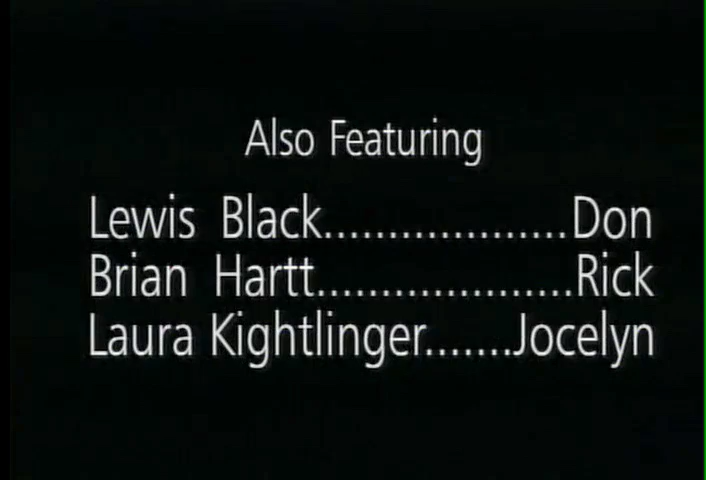 Also Featuring
Lewis Black...................Don
Brian Hartt....................Rick
Laura Kightlinger.......Jocelyn